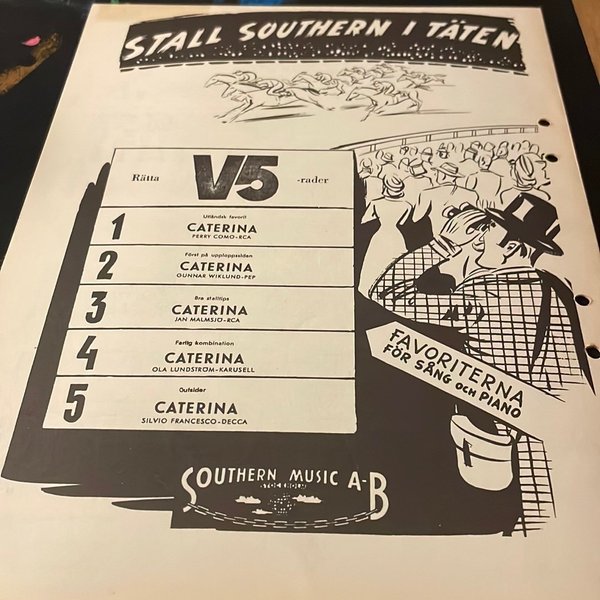 STALL SOUTHERN I TÄTEN
Rätta V5 -rader
1
Utländsk favorit
CATERINA
PERRY COMO-RCA
2
Först på upploppssidan
CATERINA
GUNNAR WIKLUND-PEP
3
Bra stalltips
CATERINA
JAN MALMSJÖ-RCA
4
Farlig kombination
CATERINA
OLA LUNDSTRÖM-KARUSELL
5
Outsider
CATERINA
SILVIO FRANCESCO-DECCA
FAVORITERNA
FÖR SÅNG OCH PIANO
SOUTHERN MUSIC A-B
STOCKHOLM